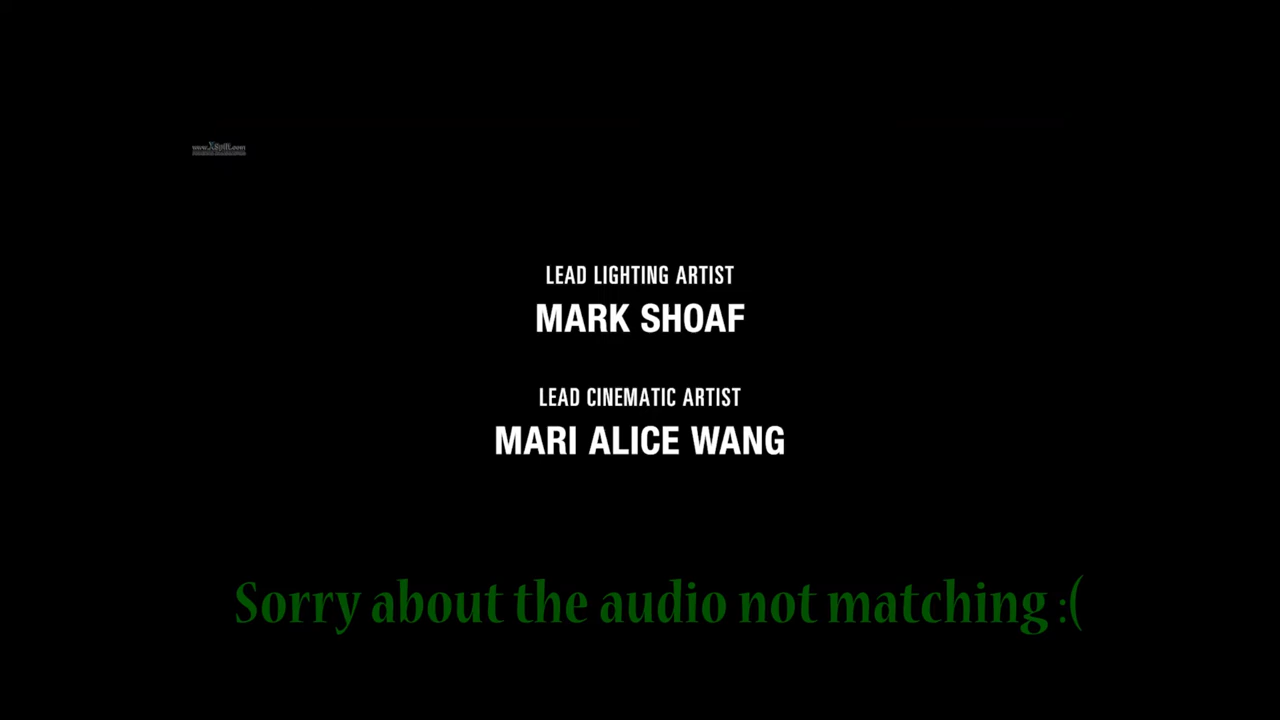 LEAD LIGHTING ARTIST
MARK SHOAF
LEAD CINEMATIC ARTIST
MARI ALICE WANG
Sorry about the audio not matching :(